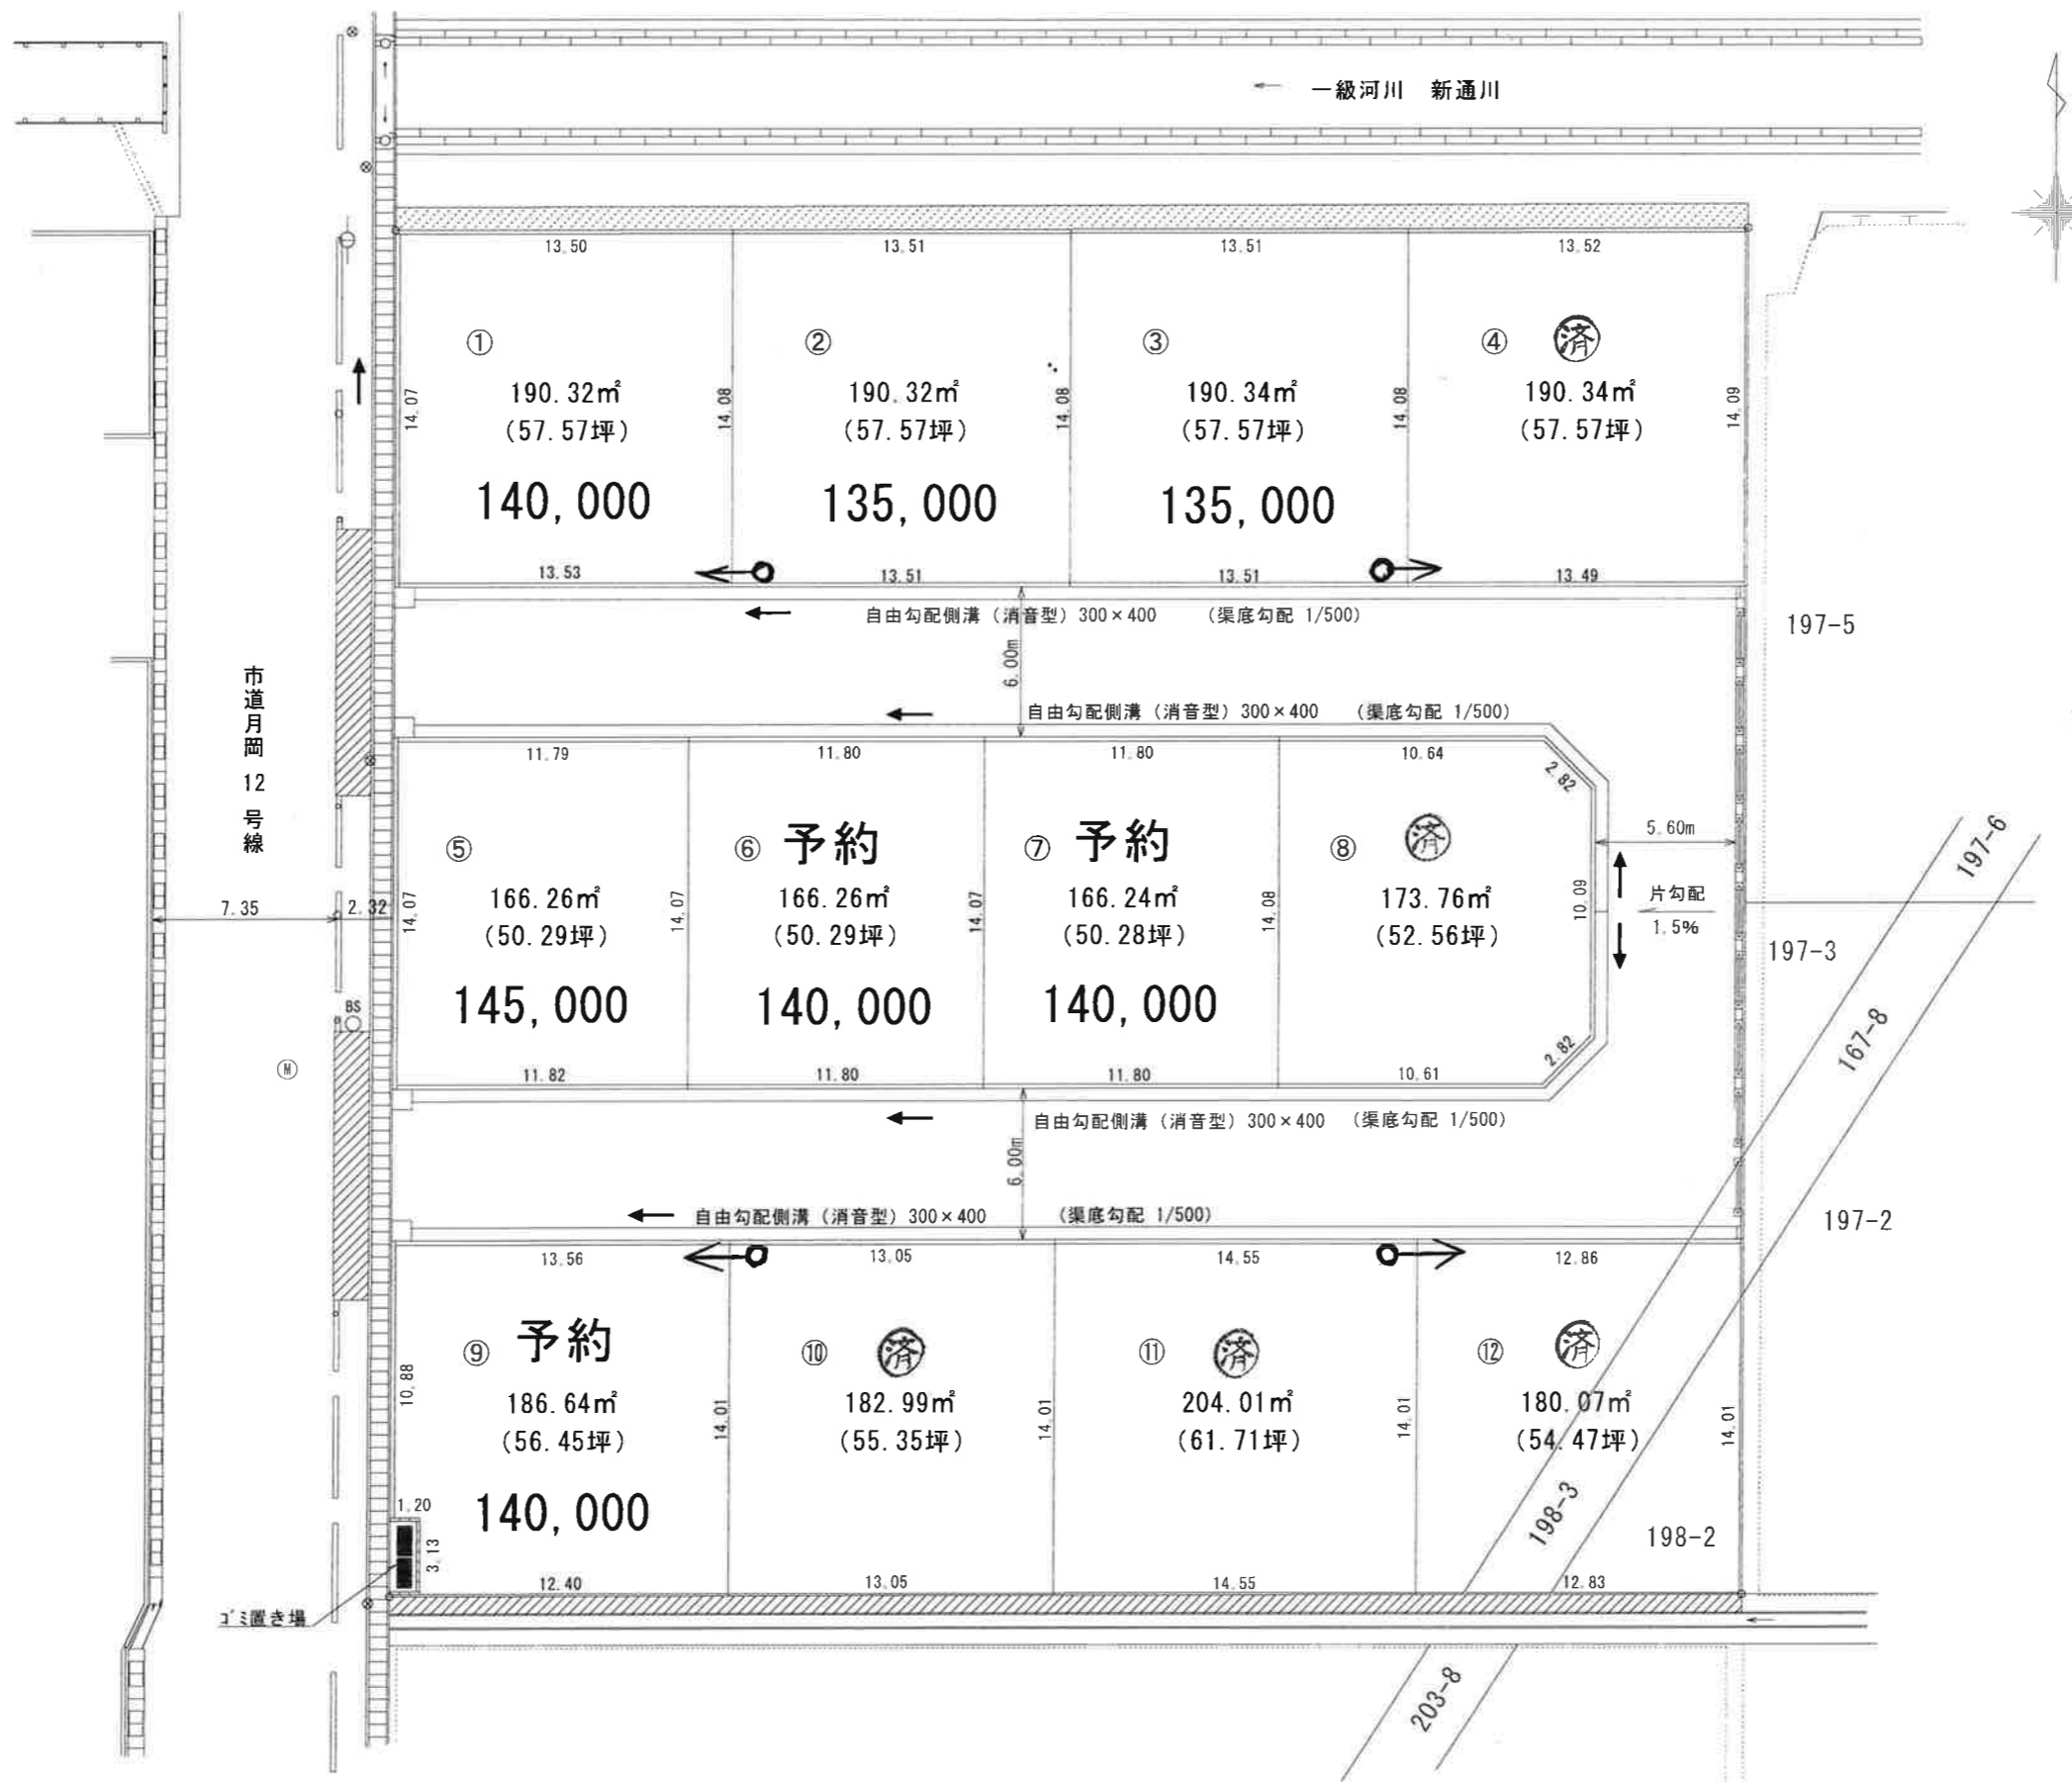 ← 一級河川 新通川
13.50
13.51
13.51
13.52
①
②
③
④ 済
190.32㎡
(57.57坪)
140,000
190.32㎡
(57.57坪)
135,000
190.34㎡
(57.57坪)
135,000
190.34㎡
(57.57坪)
14.07
14.08
14.08
14.08
14.09
13.53
13.51
13.51
13.49
自由勾配側溝(消音型)300×400 (渠底勾配 1/500)
6.00m
197-5
自由勾配側溝(消音型)300×400 (渠底勾配 1/500)
市道月岡12号線
11.79
11.80
11.80
10.64
2.82
⑤
166.26㎡
(50.29坪)
145,000
⑥ 予約
166.26㎡
(50.29坪)
140,000
⑦ 予約
166.24㎡
(50.28坪)
140,000
⑧ 済
173.76㎡
(52.56坪)
7.35
2.32
14.07
14.07
14.07
14.08
10.09
5.60m
片勾配
1.5%
197-6
197-3
167-8
BS
M
11.82
11.80
11.80
10.61
2.82
自由勾配側溝(消音型)300×400 (渠底勾配 1/500)
6.00m
自由勾配側溝(消音型)300×400 (渠底勾配 1/500)
197-2
13.56
13.05
14.55
12.86
⑨ 予約
186.64㎡
(56.45坪)
140,000
⑩ 済
182.99㎡
(55.35坪)
⑪ 済
204.01㎡
(61.71坪)
⑫ 済
180.07㎡
(54.47坪)
10.88
14.01
14.01
14.01
14.01
1.20
3.13
198-3
198-2
12.40
13.05
14.55
12.83
ゴミ置き場
203-8